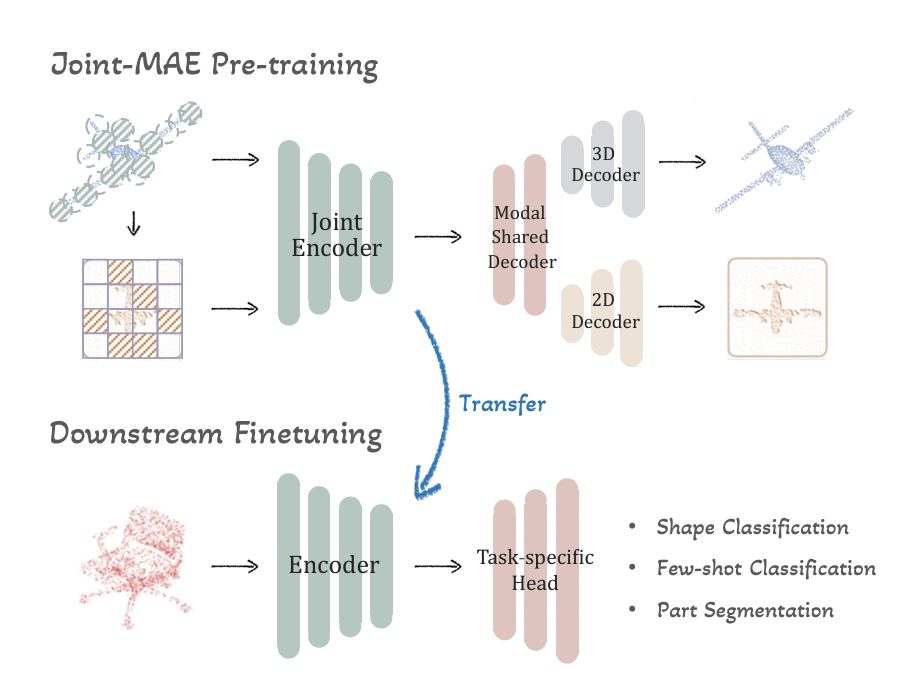 Joint-MAE Pre-training
Joint
Encoder
Modal
Shared
Decoder
3D
Decoder
2D
Decoder
Transfer
Downstream Finetuning
Encoder
Task-specific
Head
• Shape Classification
• Few-shot Classification
• Part Segmentation